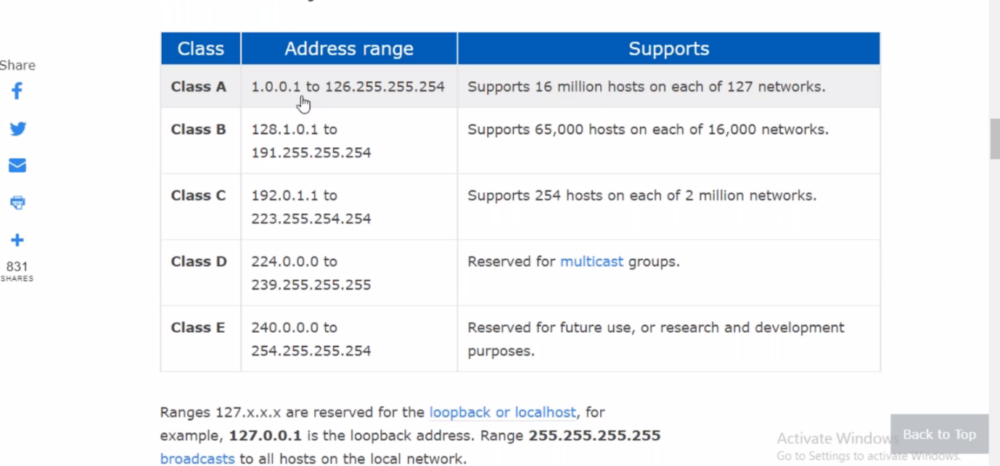 Share
831
SHARES
Class Address range Supports
Class A 1.0.0.1 to 126.255.255.254 Supports 16 million hosts on each of 127 networks.
Class B 128.1.0.1 to
191.255.255.254 Supports 65,000 hosts on each of 16,000 networks.
Class C 192.0.1.1 to
223.255.254.254 Supports 254 hosts on each of 2 million networks.
Class D 224.0.0.0 to
239.255.255.255 Reserved for multicast groups.
Class E 240.0.0.0 to
254.255.255.254 Reserved for future use, or research and development
purposes.
Ranges 127.x.x.x are reserved for the loopback or localhost, for
example, 127.0.0.1 is the loopback address. Range 255.255.255.255
broadcasts to all hosts on the local network.
Activate Windows
Go to Settings to activate Windows.
Back to Top